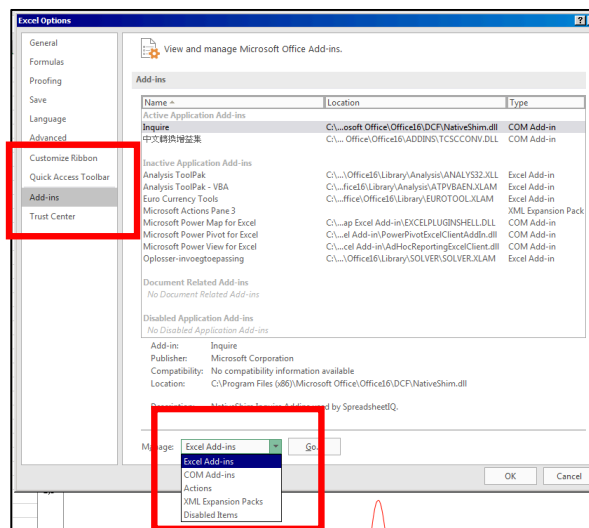 Excel Options
?
General
Formulas
Proofing
Save
Language
Advanced
Customize Ribbon
Quick Access Toolbar
Add-ins
Trust Center
View and manage Microsoft Office Add-ins.
Add-ins
Name Location Type
Active Application Add-ins
Inquire C:\...osoft Office\Office16\DCF\NativeShim.dll COM Add-in
中文轉換增益集 C:\... Office\Office16\ADDINS\TCSCCONV.DLL COM Add-in
Inactive Application Add-ins
Analysis ToolPak C:\...\Office16\Library\Analysis\ANALYS32.XLL Excel Add-in
Analysis ToolPak - VBA C:\...fice16\Library\Analysis\ATPVBAEN.XLAM Excel Add-in
Euro Currency Tools C:\...ffice\Office16\Library\EUROTOOL.XLAM Excel Add-in
Microsoft Actions Pane 3 XML Expansion Pack
Microsoft Power Map for Excel C:\...ap Excel Add-in\EXCELPLUGINSHELL.DLL COM Add-in
Microsoft Power Pivot for Excel C:\...el Add-in\PowerPivotExcelClientAddIn.dll COM Add-in
Microsoft Power View for Excel C:\...cel Add-in\AdHocReportingExcelClient.dll COM Add-in
Oplosser-invoegtoepassing C:\...\Office16\Library\SOLVER\SOLVER.XLAM Excel Add-in
Document Related Add-ins
No Document Related Add-ins
Disabled Application Add-ins
No Disabled Application Add-ins
Add-in: Inquire
Publisher: Microsoft Corporation
Compatibility: No compatibility information available
Location: C:\Program Files (x86)\Microsoft Office\Office16\DCF\NativeShim.dll
by SpreadsheetIQ.
Manage: Excel Add-ins Go...
Excel Add-ins
COM Add-ins
Actions
XML Expansion Packs
Disabled Items
OK Cancel